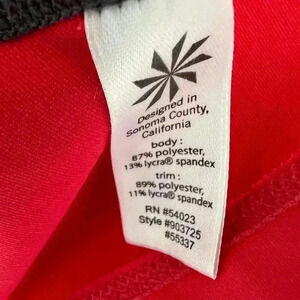 Designed in
Sonoma County,
California
body :
87% polyester,
13% lycra® spandex
trim :
89% polyester,
11% lycra® spandex
RN #54023
Style #903725
#55337